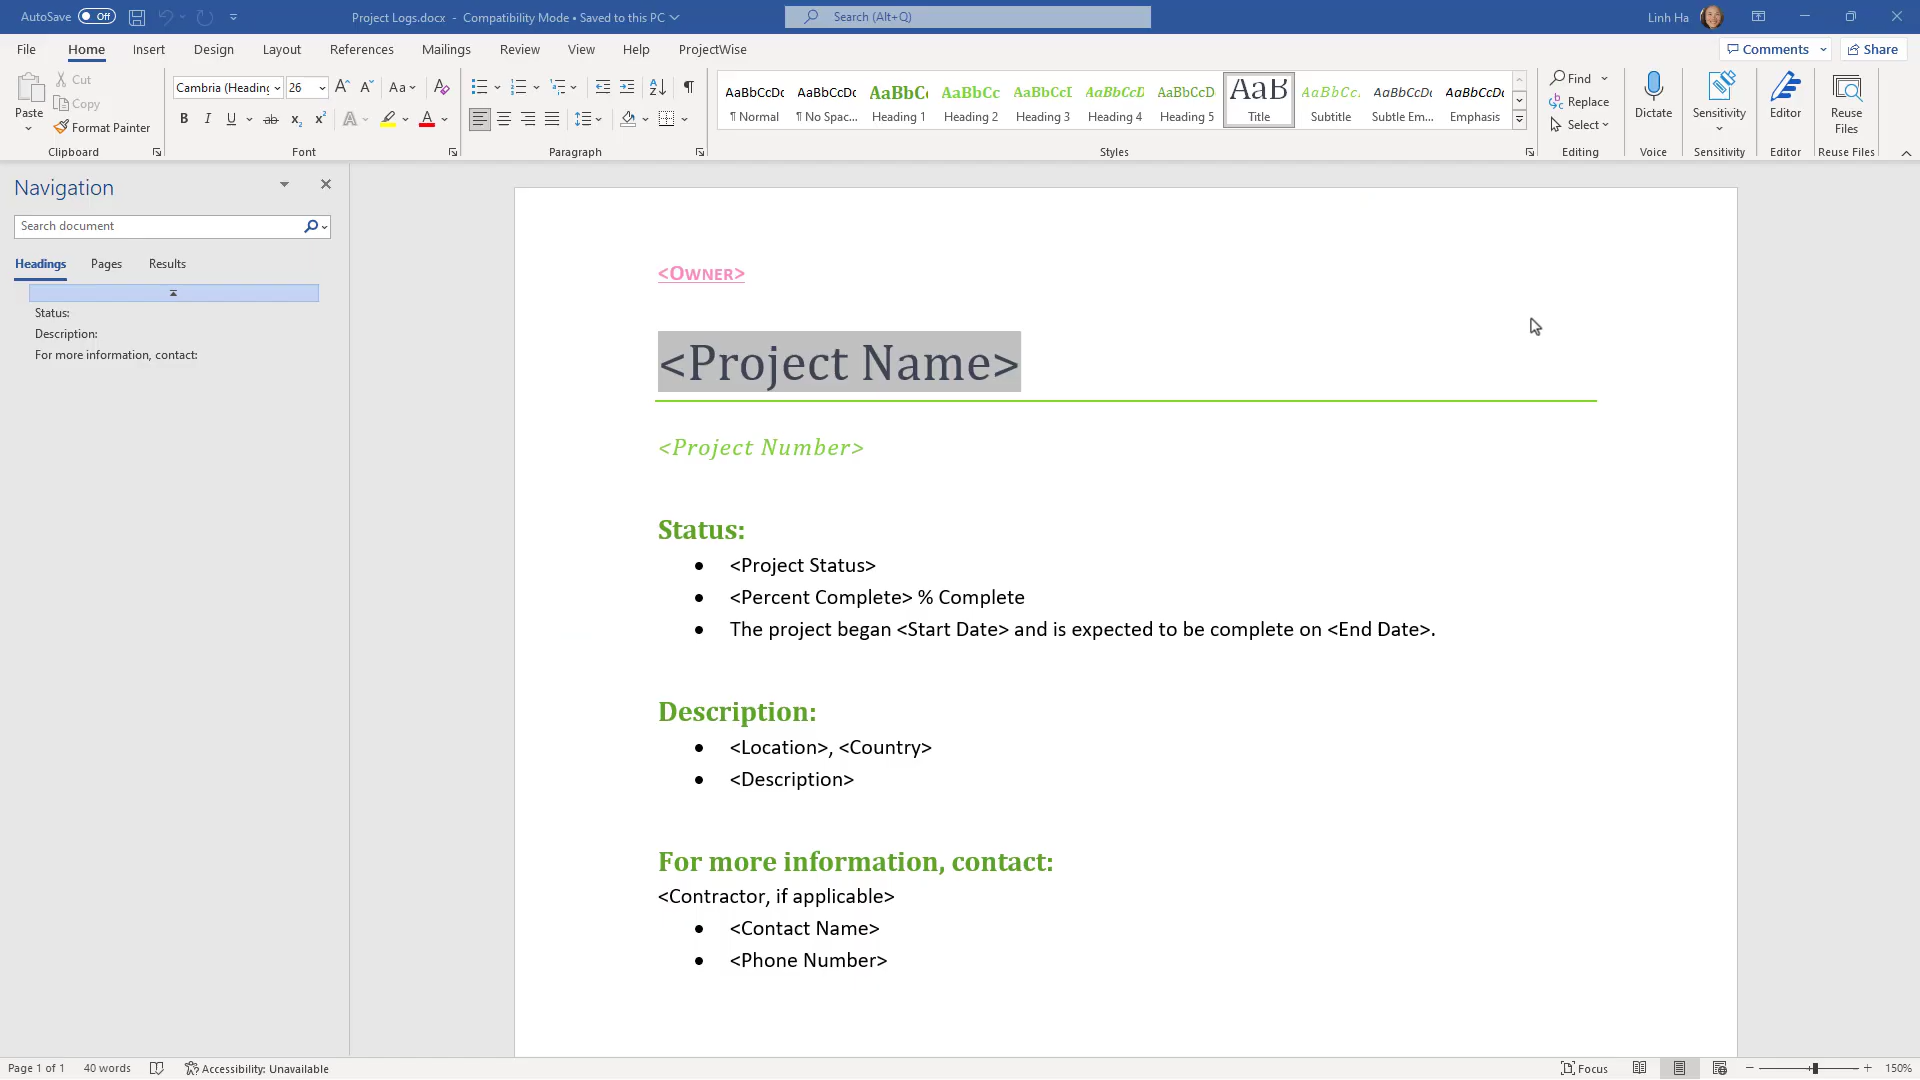 AutoSave Off Project Logs.docx - Compatibility Mode • Saved to this PC Search (Alt+Q) Linh Ha
File Home Insert Design Layout References Mailings Review View Help ProjectWise Comments Share
Paste Cut Copy Format Painter
Clipboard
Cambria (Heading 26 Aa
B I U ab x₂ x² A A
Font
Paragraph
AaBbCcDc AaBbCcDc AaBbC AaBbCc AaBbCcI AaBbCcD AaBbCcD AaB AaBbCc. AaBbCcDc AaBbCcDc
¶ Normal ¶ No Spac... Heading 1 Heading 2 Heading 3 Heading 4 Heading 5 Title Subtitle Subtle Em... Emphasis
Styles
Find
Replace
Select
Editing
Dictate
Voice
Sensitivity
Sensitivity
Editor
Editor
Reuse
Files
Reuse Files
Navigation
Search document
Headings Pages Results
Status:
Description:
For more information, contact:
<OWNER>
<Project Name>
<Project Number>
Status:
• <Project Status>
• <Percent Complete> % Complete
• The project began <Start Date> and is expected to be complete on <End Date>.
Description:
• <Location>, <Country>
• <Description>
For more information, contact:
<Contractor, if applicable>
• <Contact Name>
• <Phone Number>
Page 1 of 1 40 words Accessibility: Unavailable Focus 150%